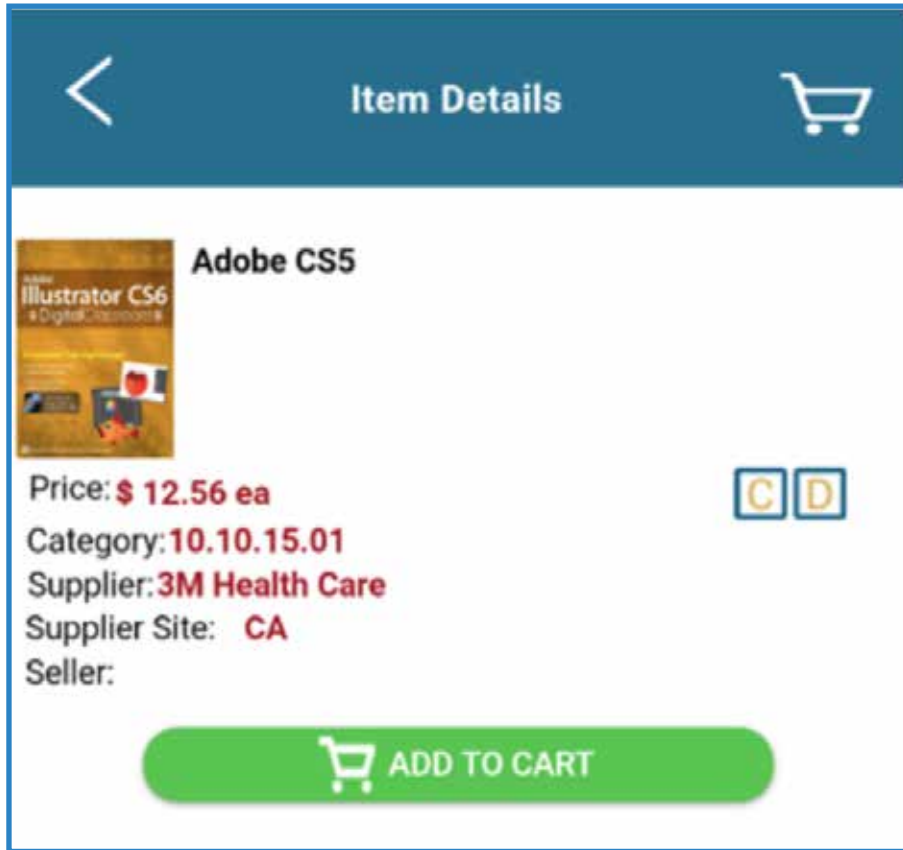 Item Details
Adobe CS5
Adobe
Illustrator CS6
Digital Classroom
Price: $ 12.56 ea
C D
Category: 10.10.15.01
Supplier: 3M Health Care
Supplier Site: CA
Seller:
ADD TO CART